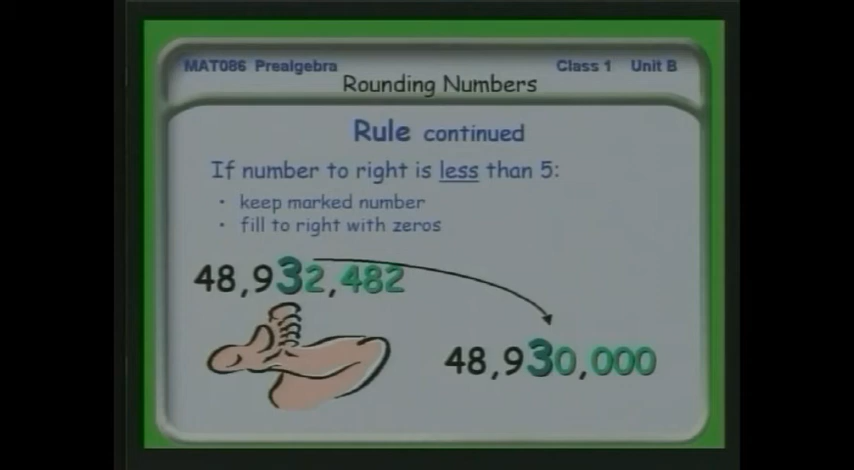 MAT086 Prealgebra Class 1 Unit B
Rounding Numbers
Rule continued
If number to right is less than 5:
• keep marked number
• fill to right with zeros
48,932,482
48,930,000